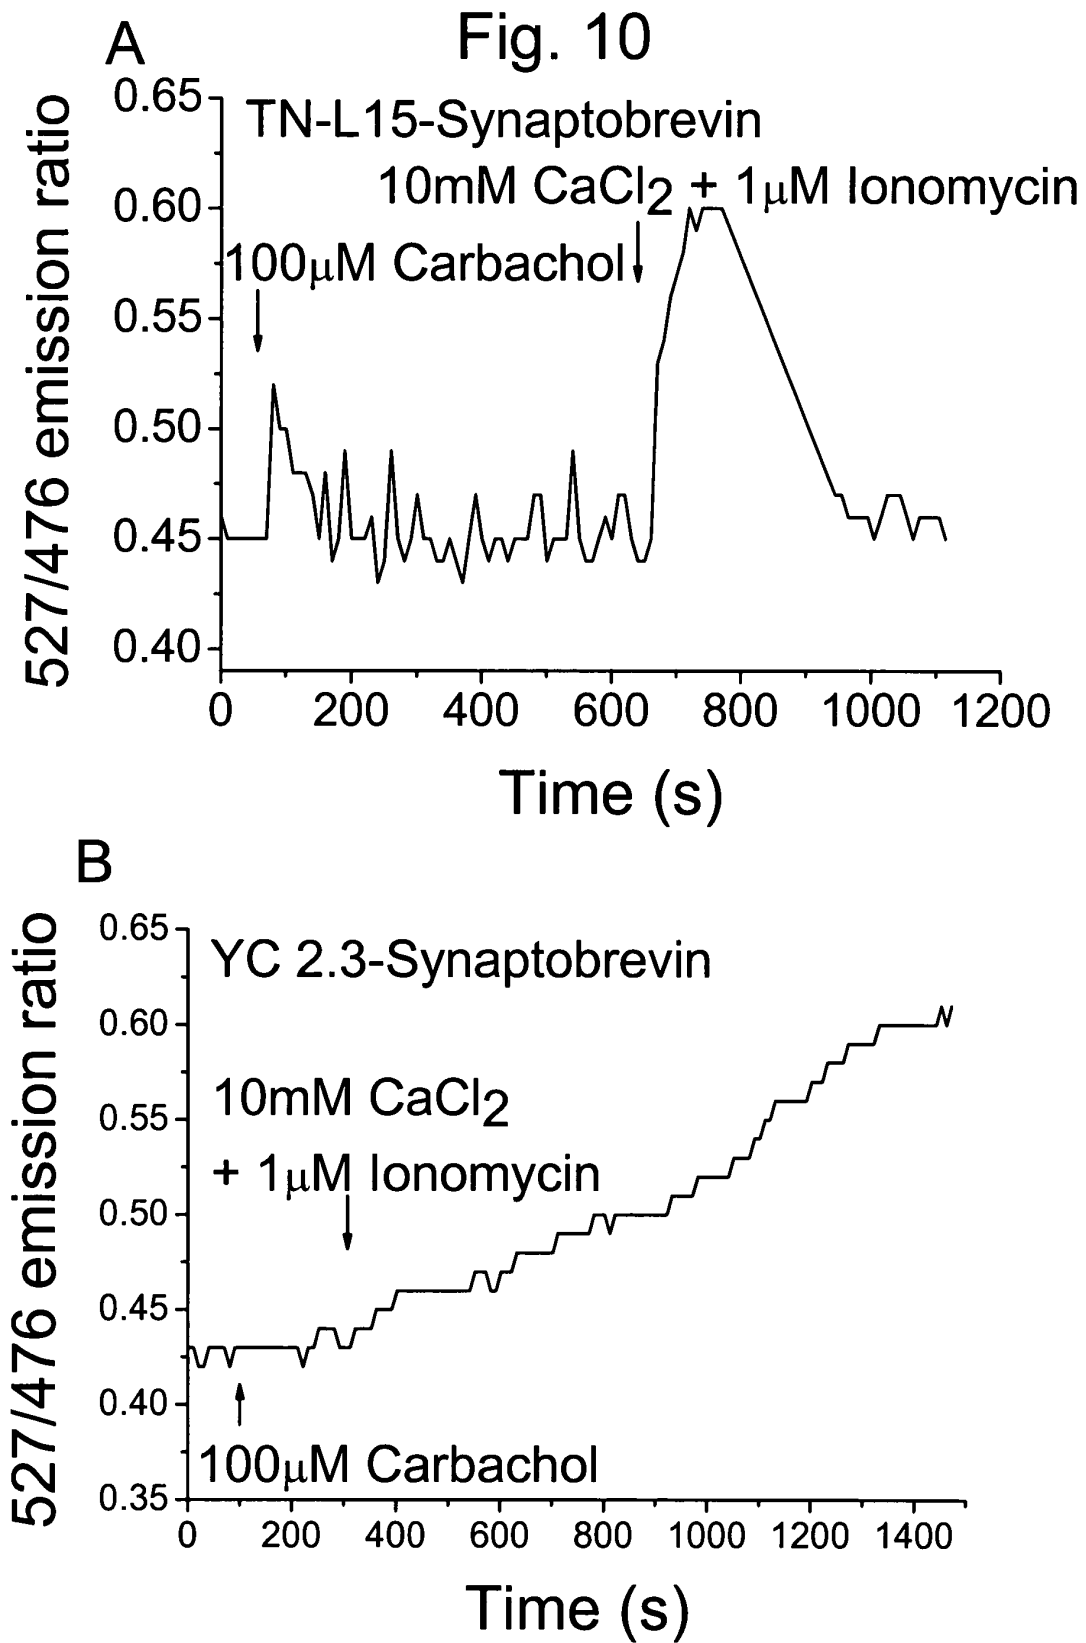 Fig. 10
A
527/476 emission ratio
0.65
0.60
0.55
0.50
0.45
0.40
TN-L15-Synaptobrevin
10mM CaCl2 + 1μM Ionomycin
100μM Carbachol
0 200 400 600 800 1000 1200
Time (s)
B
527/476 emission ratio
0.65
0.60
0.55
0.50
0.45
0.40
0.35
YC 2.3-Synaptobrevin
10mM CaCl2
+ 1μM Ionomycin
100μM Carbachol
0 200 400 600 800 1000 1200 1400
Time (s)